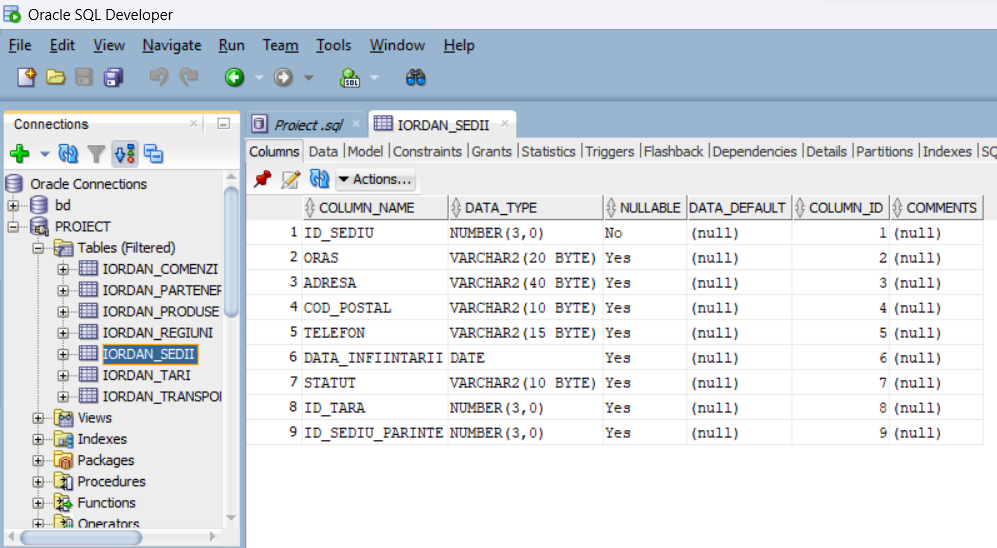 Oracle SQL Developer
File Edit View Navigate Run Team Tools Window Help
SQL
Connections
Oracle Connections
bd
PROIECT
Tables (Filtered)
IORDAN_COMENZI
IORDAN_PARTENER
IORDAN_PRODUSE
IORDAN_REGIUNI
IORDAN_SEDII
IORDAN_TARI
IORDAN_TRANSPO
Views
Indexes
Packages
Procedures
Functions
Operators
Proiect .sql IORDAN_SEDII
Columns Data Model Constraints Grants Statistics Triggers Flashback Dependencies Details Partitions Indexes SQ
Actions...
COLUMN_NAME DATA_TYPE NULLABLE DATA_DEFAULT COLUMN_ID COMMENTS
1 ID_SEDIU NUMBER(3,0) No (null) 1 (null)
2 ORAS VARCHAR2(20 BYTE) Yes (null) 2 (null)
3 ADRESA VARCHAR2(40 BYTE) Yes (null) 3 (null)
4 COD_POSTAL VARCHAR2(10 BYTE) Yes (null) 4 (null)
5 TELEFON VARCHAR2(15 BYTE) Yes (null) 5 (null)
6 DATA_INFIINTARII DATE Yes (null) 6 (null)
7 STATUT VARCHAR2(10 BYTE) Yes (null) 7 (null)
8 ID_TARA NUMBER(3,0) Yes (null) 8 (null)
9 ID_SEDIU_PARINTE NUMBER(3,0) Yes (null) 9 (null)